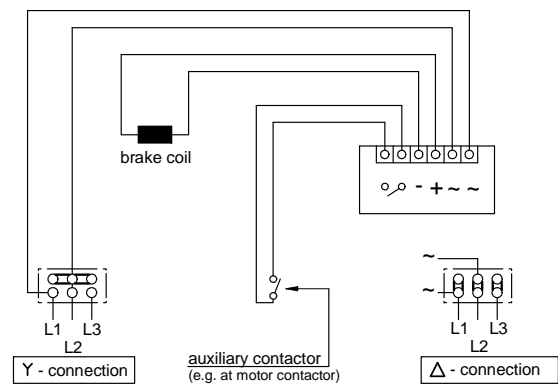 brake coil
- + ~ ~
~
~
L1 L3
L2
L1 L3
L2
Y - connection
auxiliary contactor
(e.g. at motor contactor)
Δ - connection